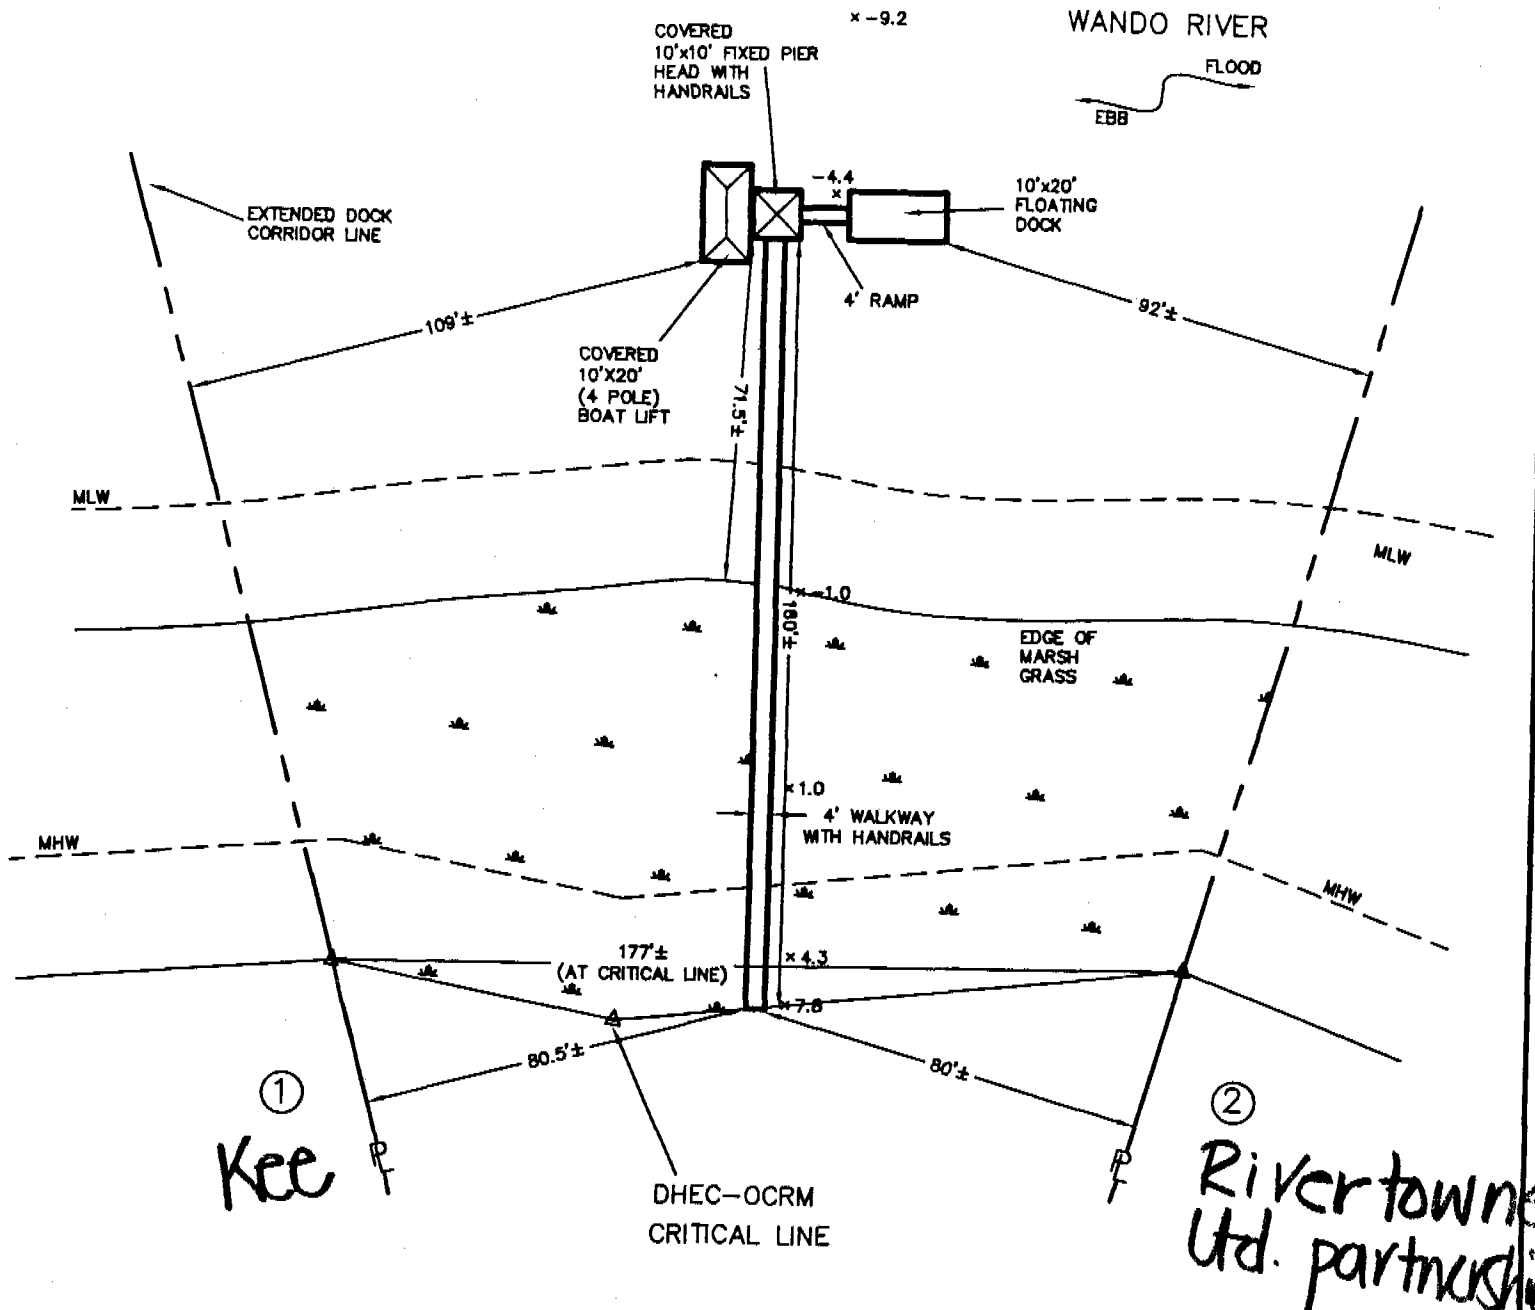 × -9.2
WANDO RIVER
FLOOD
EBB
COVERED
10'x10' FIXED PIER
HEAD WITH
HANDRAILS
-4.4
×
10'x20'
FLOATING
DOCK
EXTENDED DOCK
CORRIDOR LINE
4' RAMP
109'±
92'±
COVERED
10'X20'
(4 POLE)
BOAT LIFT
71.5'±
MLW
MLW
× -1.0
160'±
EDGE OF
MARSH
GRASS
× 1.0
4' WALKWAY
WITH HANDRAILS
MHW
MHW
177'±
(AT CRITICAL LINE)
× 4.3
× 7.8
80.5'±
80'±
1
Kee
PL
DHEC-OCRM
CRITICAL LINE
PL
2
Rivertowne
Ltd. partnershi